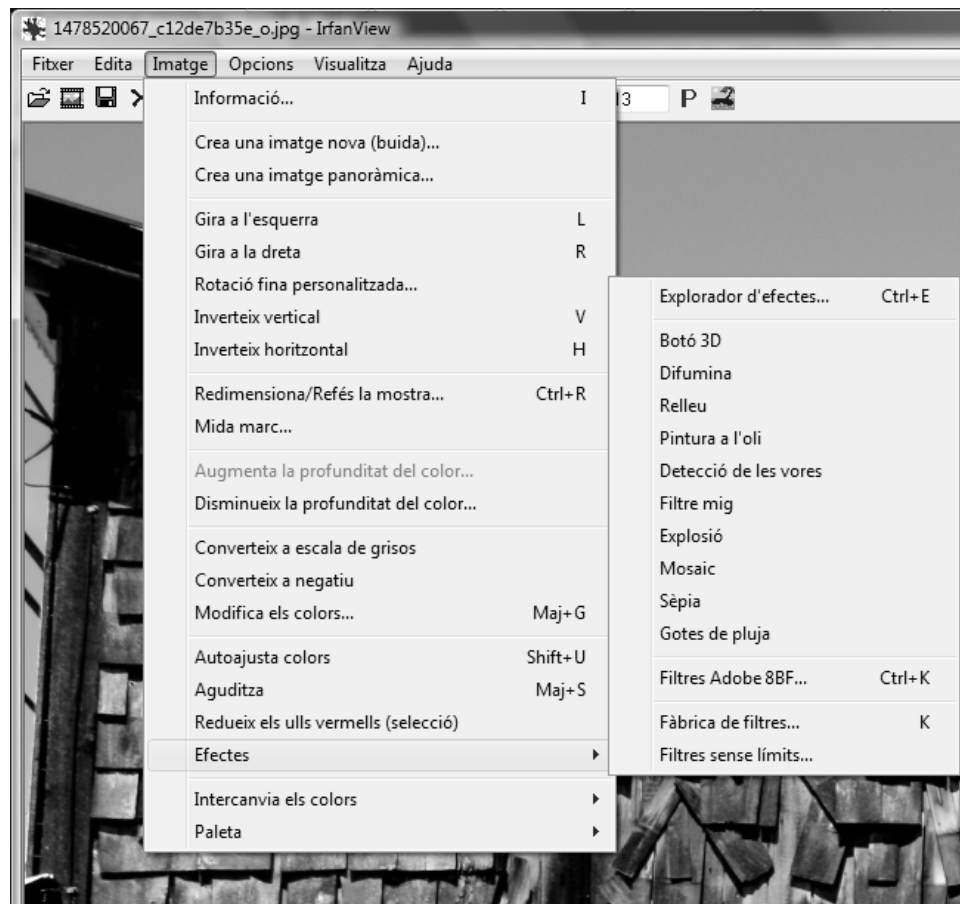 1478520067_c12de7b35e_o.jpg - IrfanView
Fitxer Edita Imatge Opcions Visualitza Ajuda
P
Informació... I
Crea una imatge nova (buida)...
Crea una imatge panoràmica...
Gira a l'esquerra L
Gira a la dreta R
Rotació fina personalitzada...
Inverteix vertical V
Inverteix horitzontal H
Redimensiona/Refés la mostra... Ctrl+R
Mida marc...
Augmenta la profunditat del color...
Disminueix la profunditat del color...
Converteix a escala de grisos
Converteix a negatiu
Modifica els colors... Maj+G
Autoajusta colors Shift+U
Aguditza Maj+S
Redueix els ulls vermells (selecció)
Efectes
Intercanvia els colors
Paleta
Explorador d'efectes... Ctrl+E
Botó 3D
Difumina
Relleu
Pintura a l'oli
Detecció de les vores
Filtre mig
Explosió
Mosaic
Sèpia
Gotes de pluja
Filtres Adobe 8BF... Ctrl+K
Fàbrica de filtres... K
Filtres sense límits...